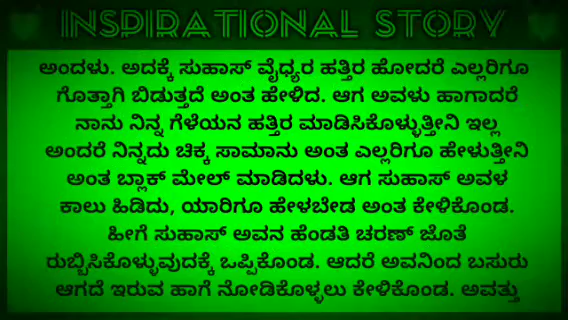 INSPIRATIONAL STORY
ಅಂದಳು. ಅದಕ್ಕೆ ಸುಹಾಸ್ ವೈಧ್ಯರ ಹತ್ತಿರ ಹೋದರೆ ಎಲ್ಲರಿಗೂ
ಗೊತ್ತಾಗಿ ಬಿಡುತ್ತದೆ ಅಂತ ಹೇಳಿದ. ಆಗ ಅವಳು ಹಾಗಾದರೆ
ನಾನು ನಿನ್ನ ಗೆಳೆಯನ ಹತ್ತಿರ ಮಾಡಿಸಿಕೊಳ್ಳುತ್ತೀನಿ ಇಲ್ಲ
ಅಂದರೆ ನಿನ್ನದು ಚಿಕ್ಕ ಸಾಮಾನು ಅಂತ ಎಲ್ಲರಿಗೂ ಹೇಳುತ್ತೀನಿ
ಅಂತ ಬ್ಲಾಕ್ ಮೇಲ್ ಮಾಡಿದಳು. ಆಗ ಸುಹಾಸ್ ಅವಳ
ಕಾಲು ಹಿಡಿದು, ಯಾರಿಗೂ ಹೇಳಬೇಡ ಅಂತ ಕೇಳಿಕೊಂಡ.
ಹೀಗೆ ಸುಹಾಸ್ ಅವನ ಹೆಂಡತಿ ಚರಣ್ ಜೊತೆ
ರುಬ್ಬಿಸಿಕೊಳ್ಳುವುದಕ್ಕೆ ಒಪ್ಪಿಕೊಂಡ. ಆದರೆ ಅವನಿಂದ ಬಸುರು
ಆಗದೆ ಇರುವ ಹಾಗೆ ನೋಡಿಕೊಳ್ಳಲು ಕೇಳಿಕೊಂಡ. ಅವತ್ತು